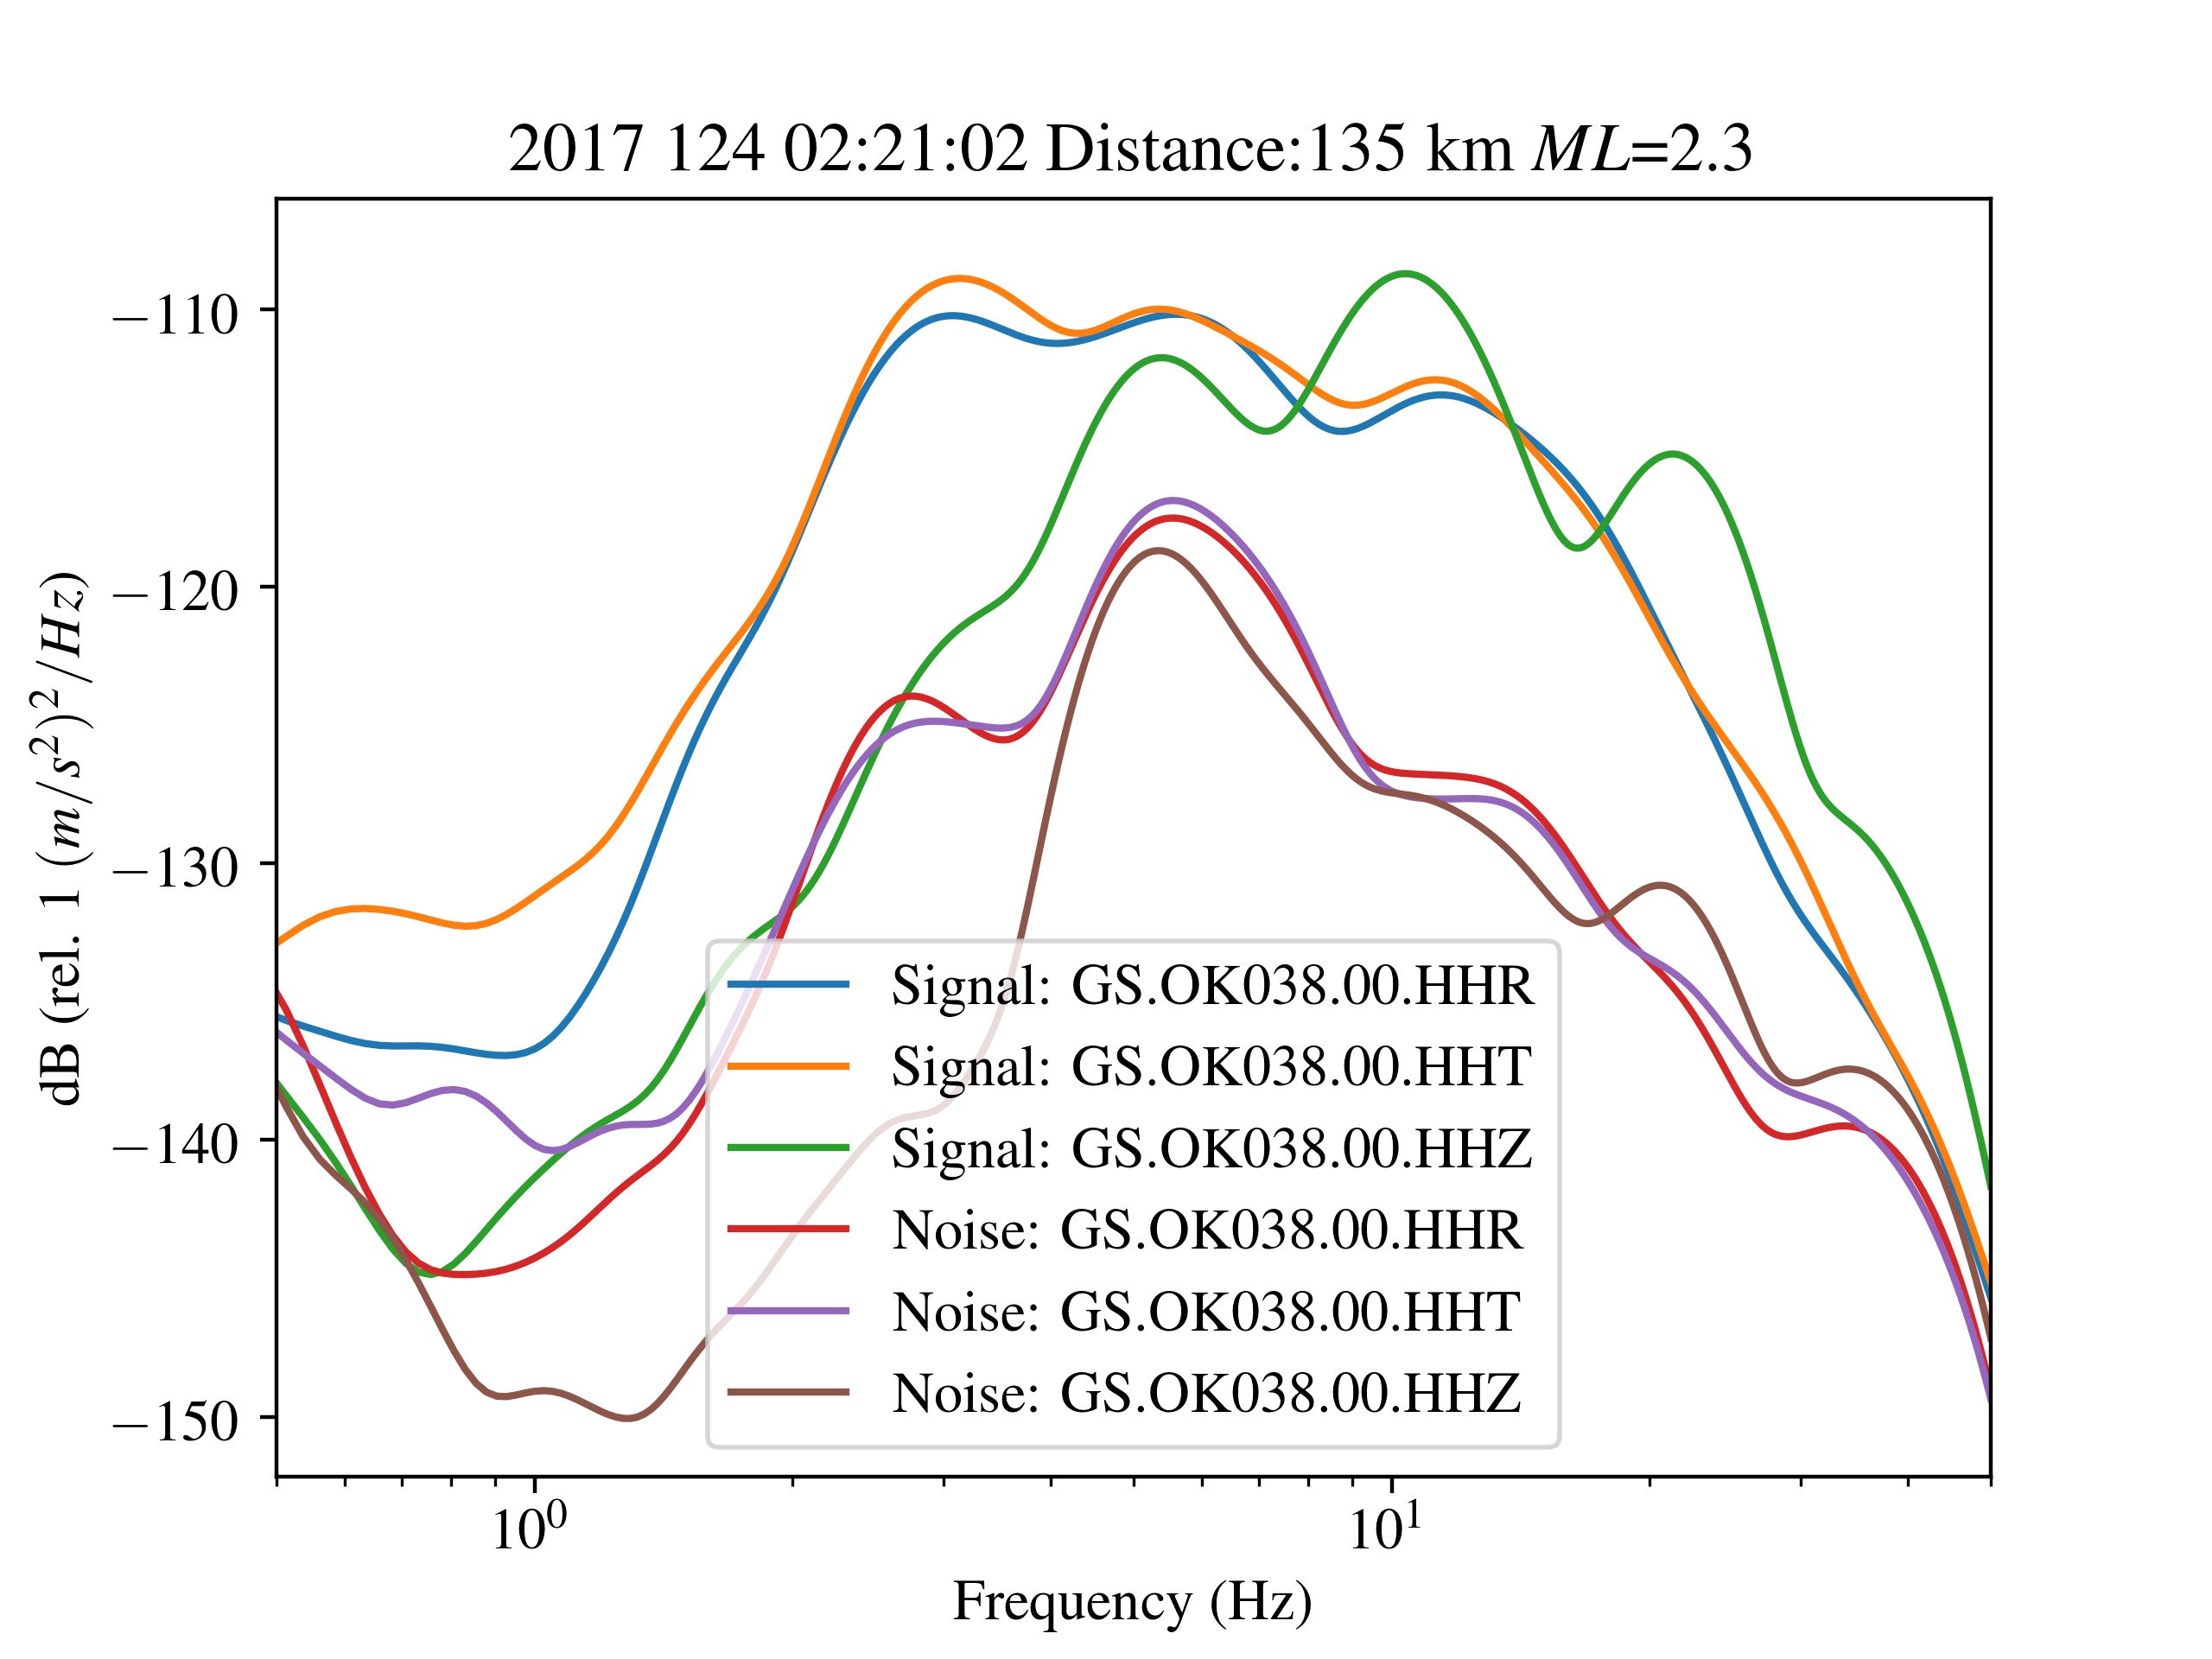 2017 124 02:21:02 Distance:135 km ML=2.3
dB (rel. 1 (m/s²)²/Hz)
−110
−120
−130
−140
−150
Signal: GS.OK038.00.HHR
Signal: GS.OK038.00.HHT
Signal: GS.OK038.00.HHZ
Noise: GS.OK038.00.HHR
Noise: GS.OK038.00.HHT
Noise: GS.OK038.00.HHZ
10⁰ 10¹
Frequency (Hz)